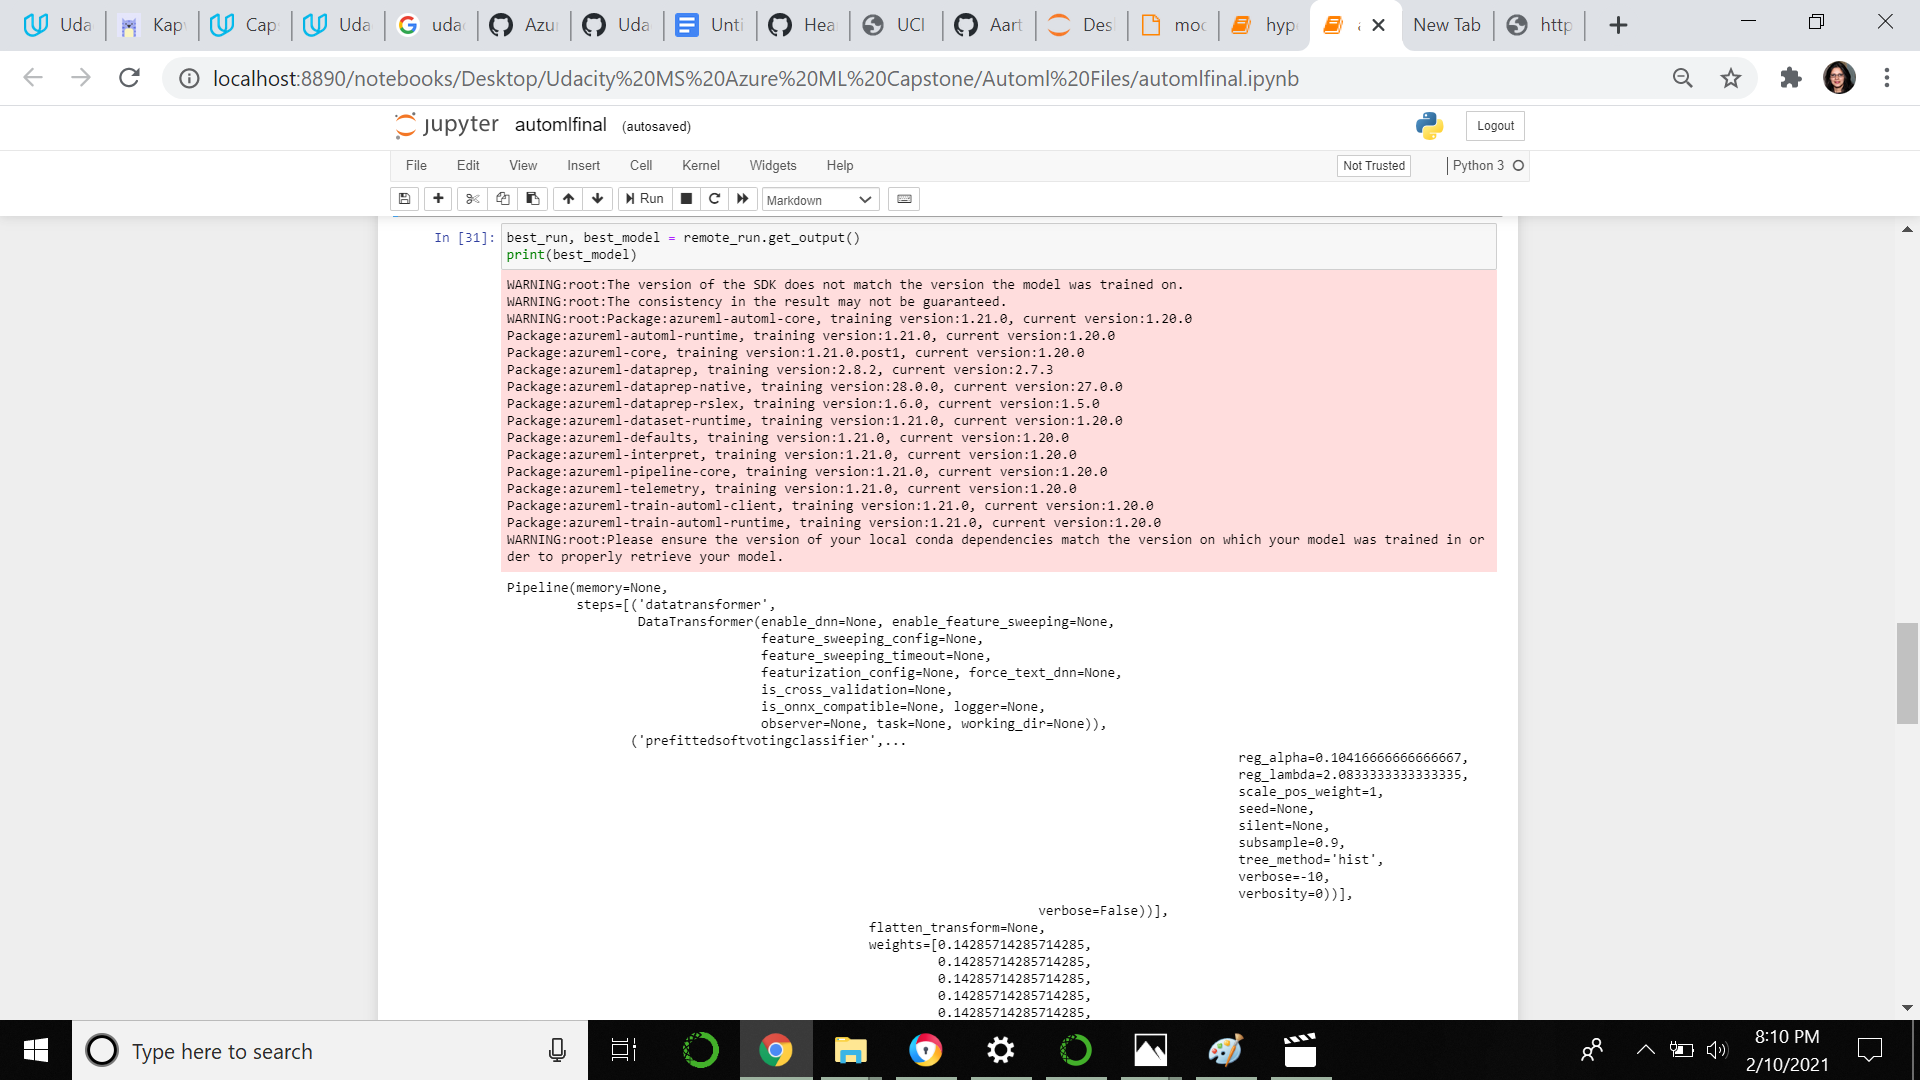 Uda
Kap
Cap
Uda
uda
Azu
Uda
Unti
Hea
UCI
Aart
Des
moc
hyp
New Tab
http
localhost:8890/notebooks/Desktop/Udacity%20MS%20Azure%20ML%20Capstone/Automl%20Files/automlfinal.ipynb
jupyter automlfinal (autosaved)
Logout
File Edit View Insert Cell Kernel Widgets Help
Not Trusted
Python 3
Run
Markdown
In [31]: best_run, best_model = remote_run.get_output()
print(best_model)
WARNING:root:The version of the SDK does not match the version the model was trained on.
WARNING:root:The consistency in the result may not be guaranteed.
WARNING:root:Package:azureml-automl-core, training version:1.21.0, current version:1.20.0
Package:azureml-automl-runtime, training version:1.21.0, current version:1.20.0
Package:azureml-core, training version:1.21.0.post1, current version:1.20.0
Package:azureml-dataprep, training version:2.8.2, current version:2.7.3
Package:azureml-dataprep-native, training version:28.0.0, current version:27.0.0
Package:azureml-dataprep-rslex, training version:1.6.0, current version:1.5.0
Package:azureml-dataset-runtime, training version:1.21.0, current version:1.20.0
Package:azureml-defaults, training version:1.21.0, current version:1.20.0
Package:azureml-interpret, training version:1.21.0, current version:1.20.0
Package:azureml-pipeline-core, training version:1.21.0, current version:1.20.0
Package:azureml-telemetry, training version:1.21.0, current version:1.20.0
Package:azureml-train-automl-client, training version:1.21.0, current version:1.20.0
Package:azureml-train-automl-runtime, training version:1.21.0, current version:1.20.0
WARNING:root:Please ensure the version of your local conda dependencies match the version on which your model was trained in or
der to properly retrieve your model.
Pipeline(memory=None,
steps=[('datatransformer',
DataTransformer(enable_dnn=None, enable_feature_sweeping=None,
feature_sweeping_config=None,
feature_sweeping_timeout=None,
featurization_config=None, force_text_dnn=None,
is_cross_validation=None,
is_onnx_compatible=None, logger=None,
observer=None, task=None, working_dir=None)),
('prefittedsoftvotingclassifier',...
reg_alpha=0.10416666666666667,
reg_lambda=2.0833333333333335,
scale_pos_weight=1,
seed=None,
silent=None,
subsample=0.9,
tree_method='hist',
verbose=-10,
verbosity=0))],
verbose=False))],
flatten_transform=None,
weights=[0.14285714285714285,
0.14285714285714285,
0.14285714285714285,
0.14285714285714285,
0.14285714285714285,
Type here to search
8:10 PM
2/10/2021